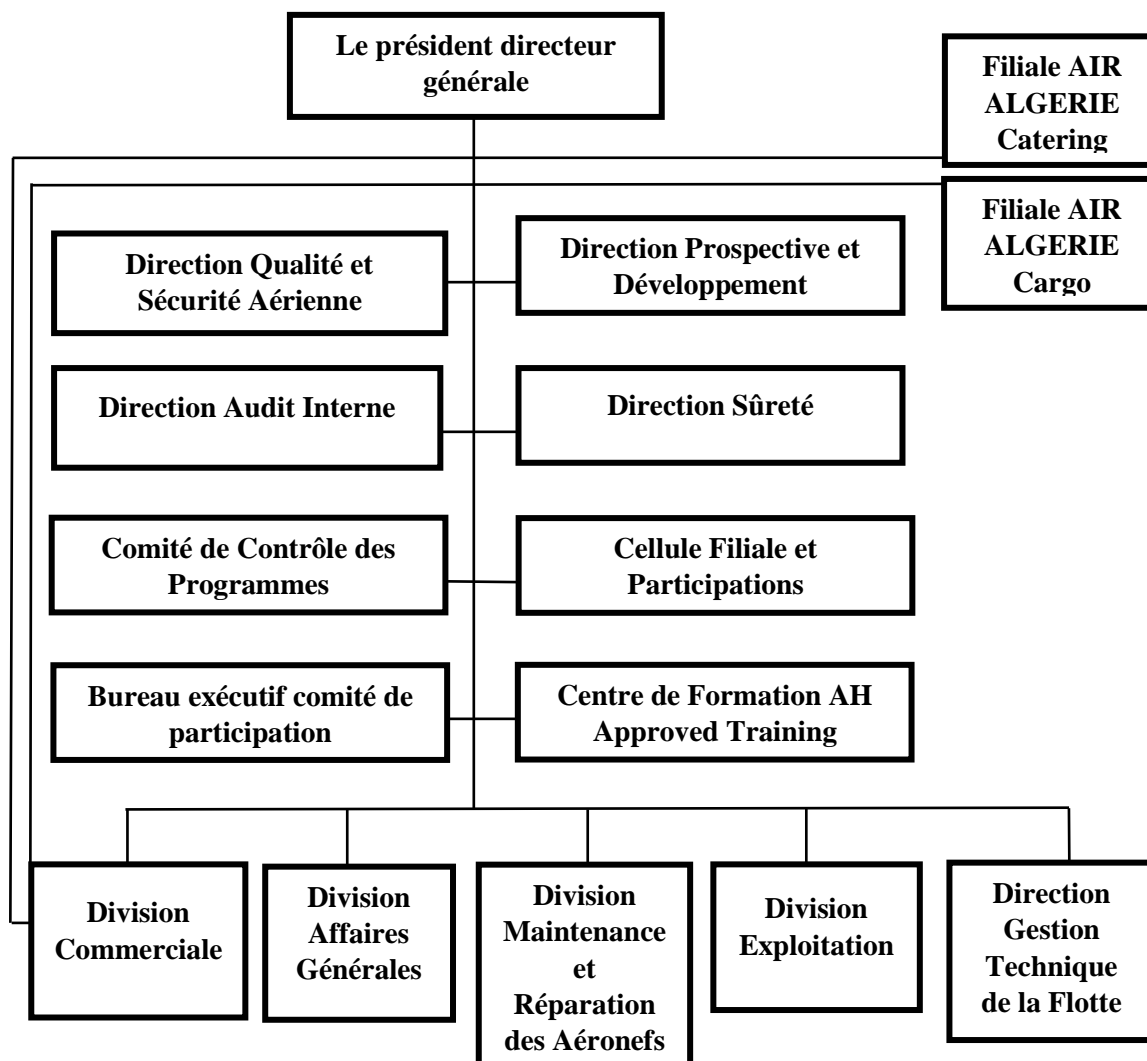 Le président directeur
générale
Filiale AIR
ALGERIE
Catering
Filiale AIR
ALGERIE
Cargo
Direction Qualité et
Sécurité Aérienne
Direction Prospective et
Développement
Direction Audit Interne
Direction Sûreté
Comité de Contrôle des
Programmes
Cellule Filiale et
Participations
Bureau exécutif comité de
participation
Centre de Formation AH
Approved Training
Division
Commerciale
Division
Affaires
Générales
Division
Maintenance
et
Réparation
des Aéronefs
Division
Exploitation
Direction
Gestion
Technique
de la Flotte